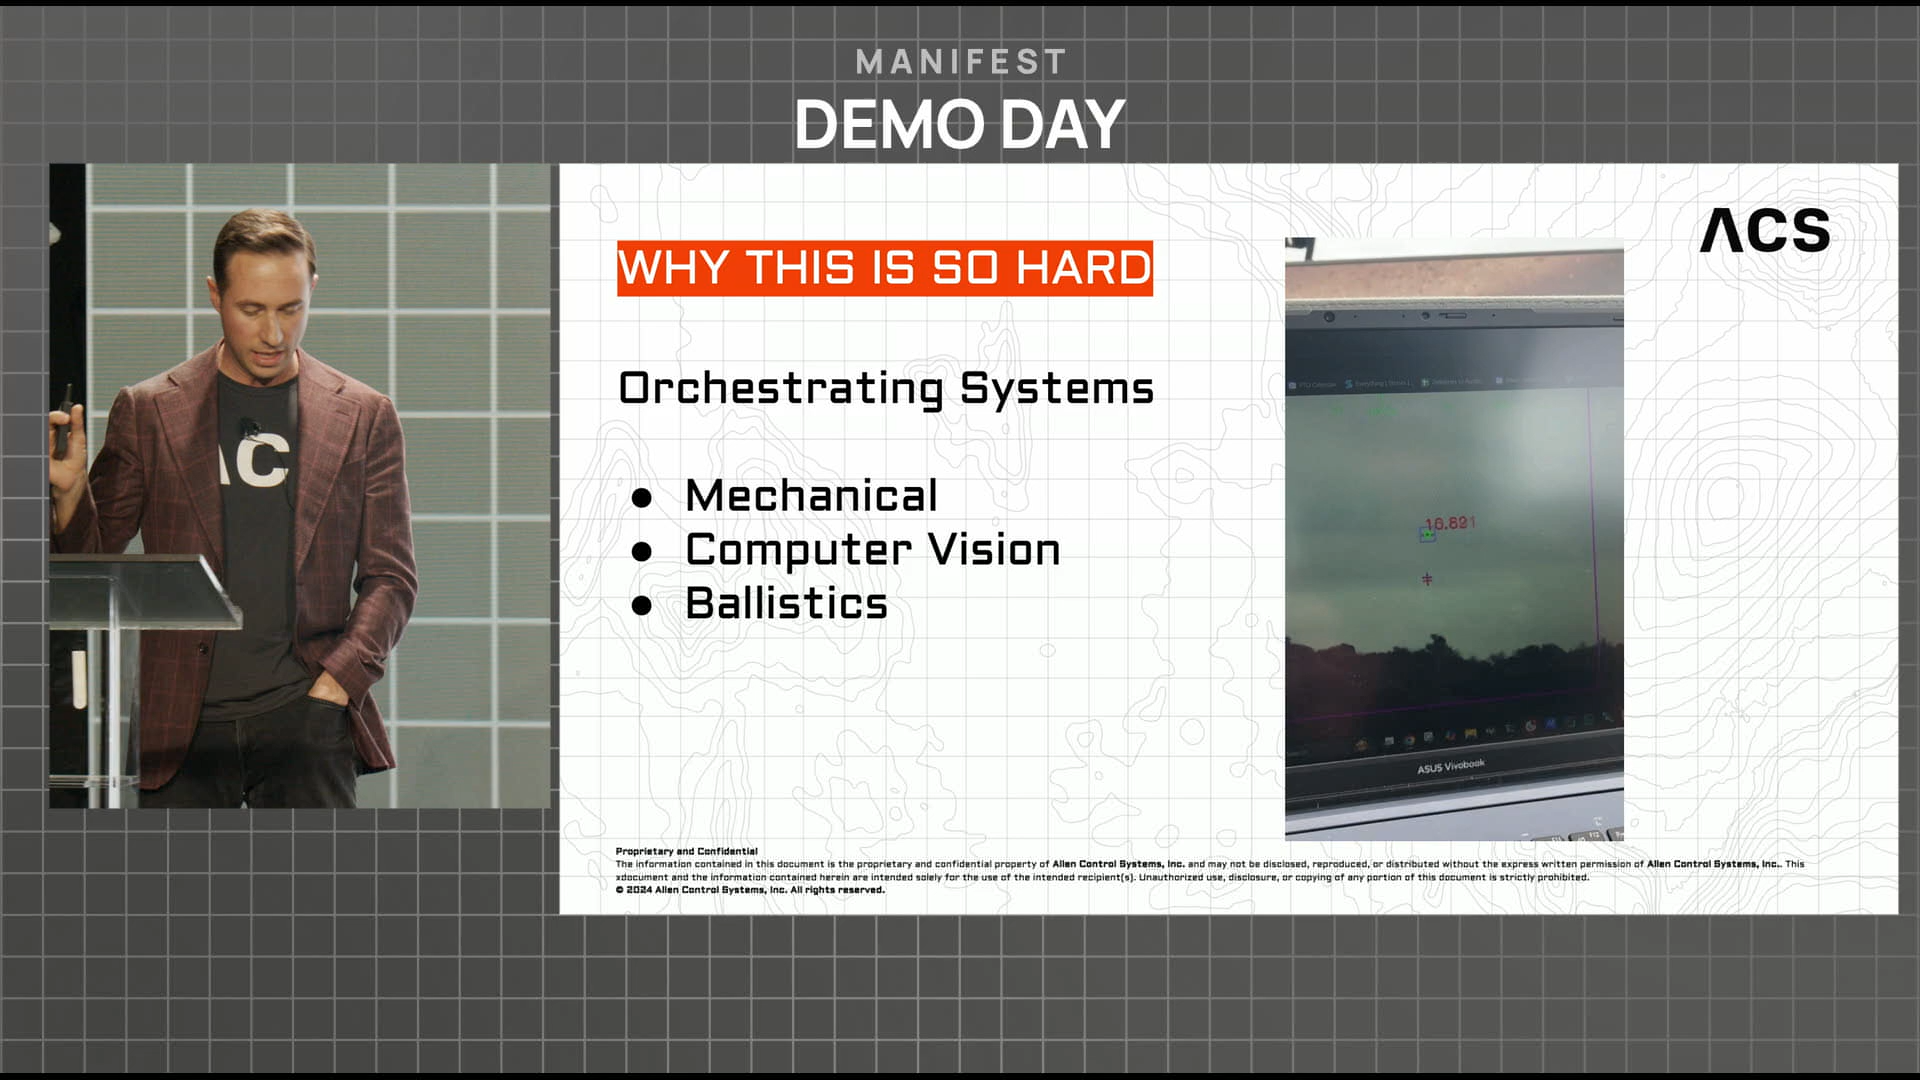 MANIFEST
DEMO DAY
AC
ACS
WHY THIS IS SO HARD
Orchestrating Systems
● Mechanical
● Computer Vision
● Ballistics
16.821
ASUS Vivobook
Proprietary and Confidential
The information contained in this document is the proprietary and confidential property of Allen Control Systems, Inc. and may not be disclosed, reproduced, or distributed without the express written permission of Allen Control Systems, Inc.. This
xdocument and the information contained herein are intended solely for the use of the intended recipient(s). Unauthorized use, disclosure, or copying of any portion of this document is strictly prohibited.
© 2024 Allen Control Systems, Inc. All rights reserved.